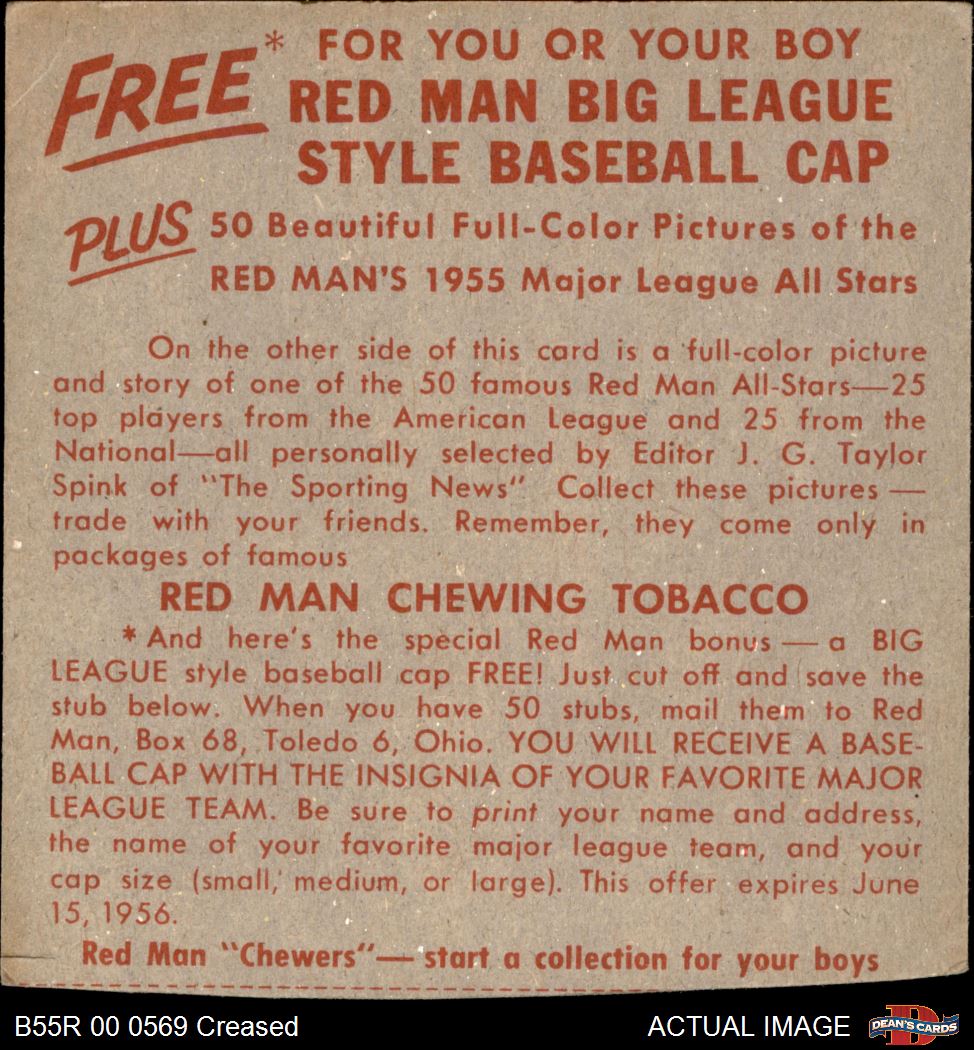 FREE* FOR YOU OR YOUR BOY
RED MAN BIG LEAGUE
STYLE BASEBALL CAP
PLUS 50 Beautiful Full-Color Pictures of the
RED MAN'S 1955 Major League All Stars
On the other side of this card is a full-color picture
and story of one of the 50 famous Red Man All-Stars—25
top players from the American League and 25 from the
National—all personally selected by Editor J. G. Taylor
Spink of "The Sporting News" Collect these pictures —
trade with your friends. Remember, they come only in
packages of famous
RED MAN CHEWING TOBACCO
* And here's the special Red Man bonus — a BIG
LEAGUE style baseball cap FREE! Just cut off and save the
stub below. When you have 50 stubs, mail them to Red
Man, Box 68, Toledo 6, Ohio. YOU WILL RECEIVE A BASE-
BALL CAP WITH THE INSIGNIA OF YOUR FAVORITE MAJOR
LEAGUE TEAM. Be sure to print your name and address,
the name of your favorite major league team, and your
cap size (small, medium, or large). This offer expires June
15, 1956.
Red Man "Chewers"— start a collection for your boys
B55R 00 0569 Creased
ACTUAL IMAGE
DEAN'S CARDS